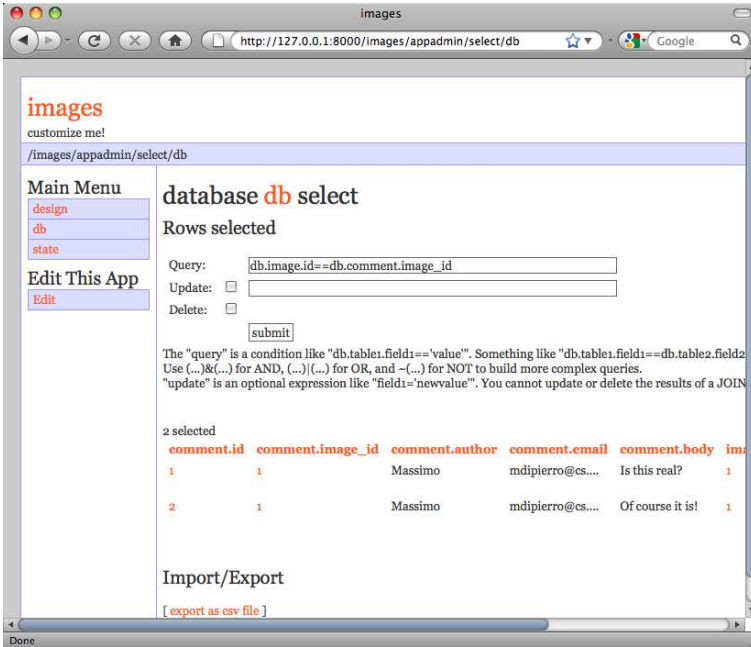 images
http://127.0.0.1:8000/images/appadmin/select/db
Google
images
customize me!
/images/appadmin/select/db
Main Menu
design
db
state
Edit This App
Edit
database db select
Rows selected
Query: db.image.id==db.comment.image_id
Update:
Delete:
submit
The "query" is a condition like "db.table1.field1=='value'". Something like "db.table1.field1==db.table2.field2
Use (...)&(...) for AND, (...)|(...) for OR, and ~(...) for NOT to build more complex queries.
"update" is an optional expression like "field1='newvalue'". You cannot update or delete the results of a JOIN
2 selected
comment.id comment.image_id comment.author comment.email comment.body ima
1 1 Massimo mdipierro@cs.... Is this real? 1
2 1 Massimo mdipierro@cs.... Of course it is! 1
Import/Export
[ export as csv file ]
Done